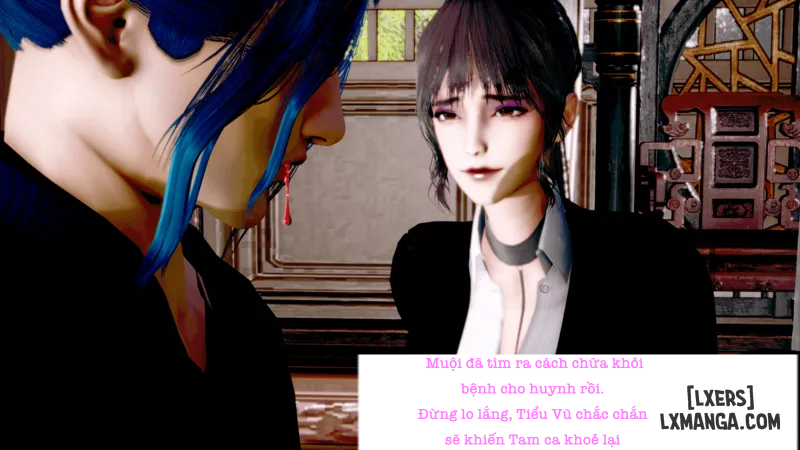 Muội đã tìm ra cách chữa khỏi
bệnh cho huynh rồi.
Đừng lo lắng, Tiểu Vũ chắc chắn
sẽ khiến Tam ca khoẻ lại
[LXERS]
LXMANGA.COM